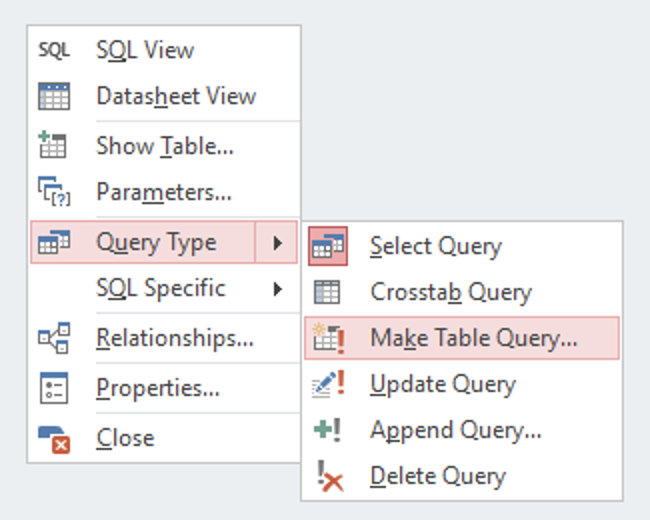 SQL SQL View
Datasheet View
Show Table...
Parameters...
Query Type
SQL Specific
Relationships...
Properties...
Close
Select Query
Crosstab Query
Make Table Query...
Update Query
Append Query...
Delete Query